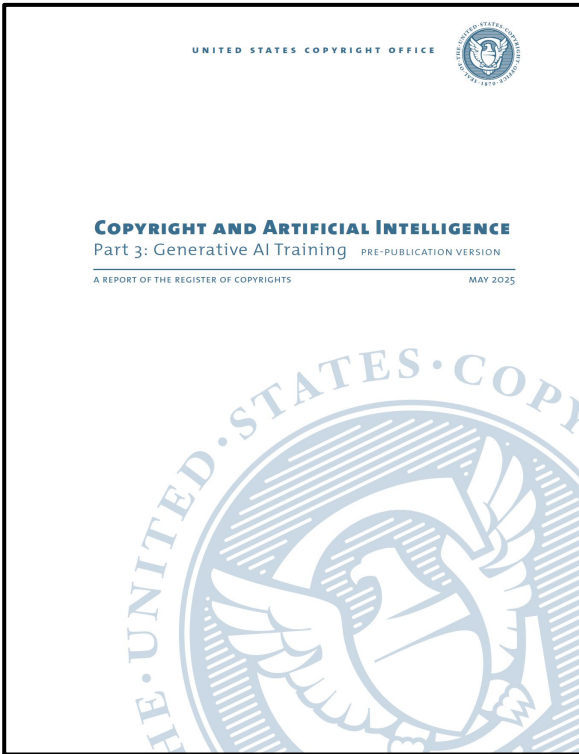 UNITED STATES COPYRIGHT OFFICE
COPYRIGHT AND ARTIFICIAL INTELLIGENCE
Part 3: Generative AI Training PRE-PUBLICATION VERSION
A REPORT OF THE REGISTER OF COPYRIGHTS MAY 2025
THE·UNITED·STATES·COPY